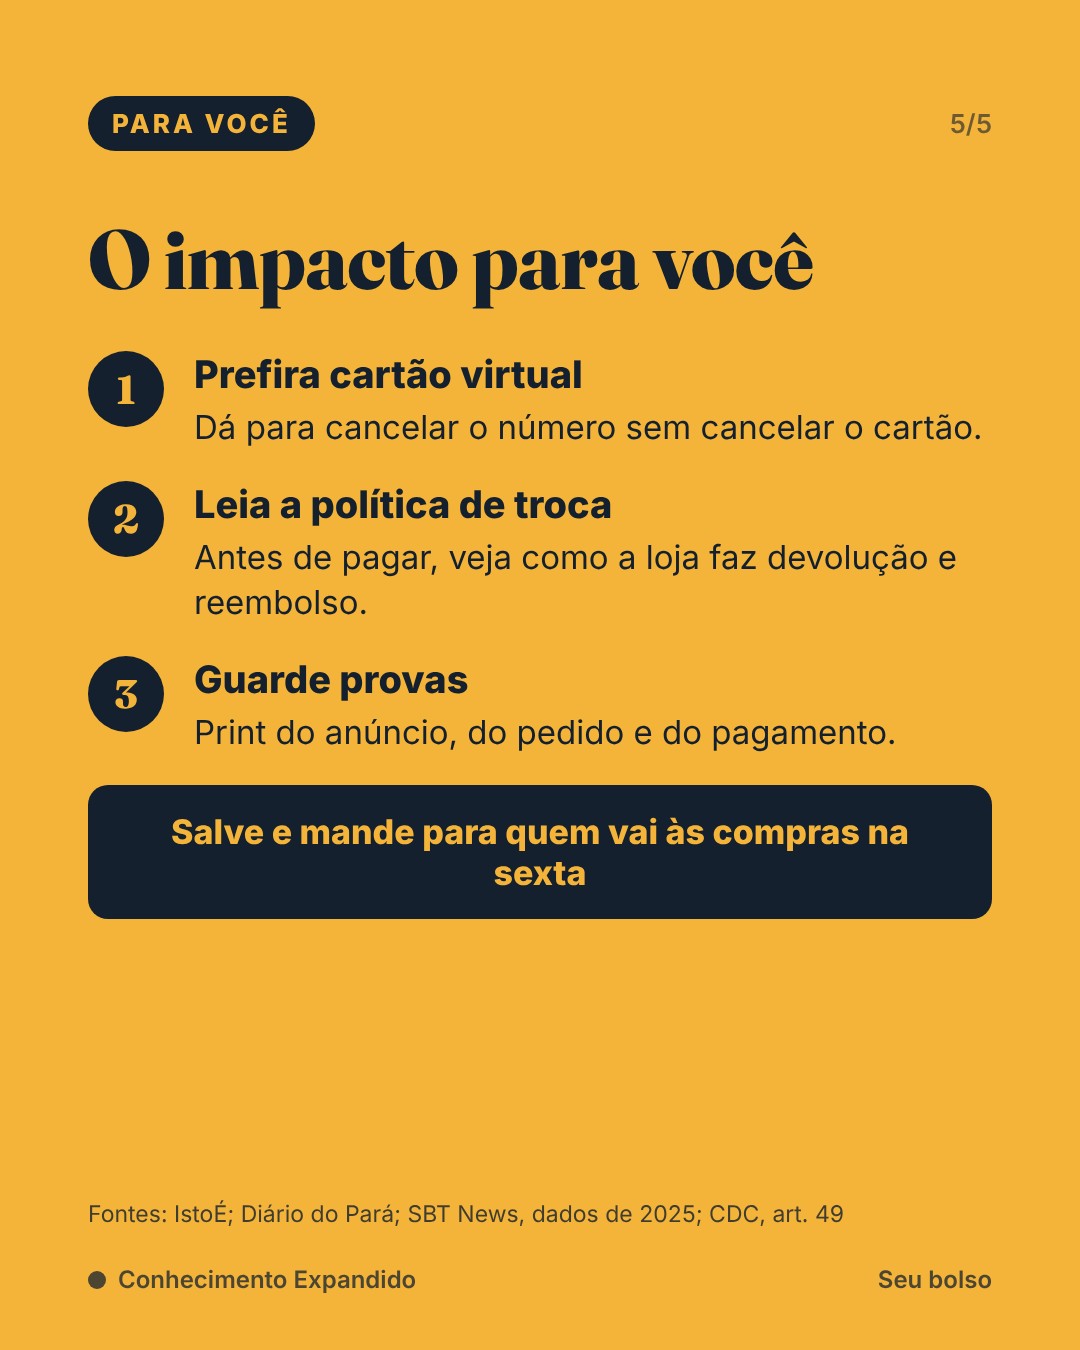 PARA VOCÊ
5/5
O impacto para você
1
Prefira cartão virtual
Dá para cancelar o número sem cancelar o cartão.
2
Leia a política de troca
Antes de pagar, veja como a loja faz devolução e
reembolso.
3
Guarde provas
Print do anúncio, do pedido e do pagamento.
Salve e mande para quem vai às compras na
sexta
Fontes: IstoÉ; Diário do Pará; SBT News, dados de 2025; CDC, art. 49
Conhecimento Expandido
Seu bolso